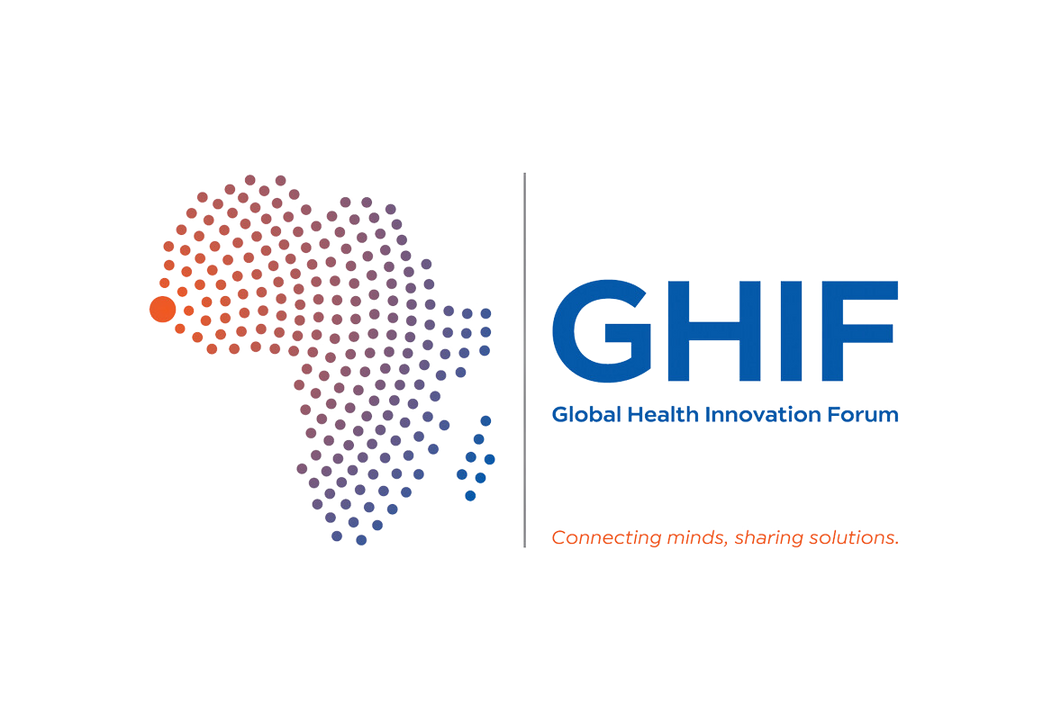 GHIF
Global Health Innovation Forum
Connecting minds, sharing solutions.